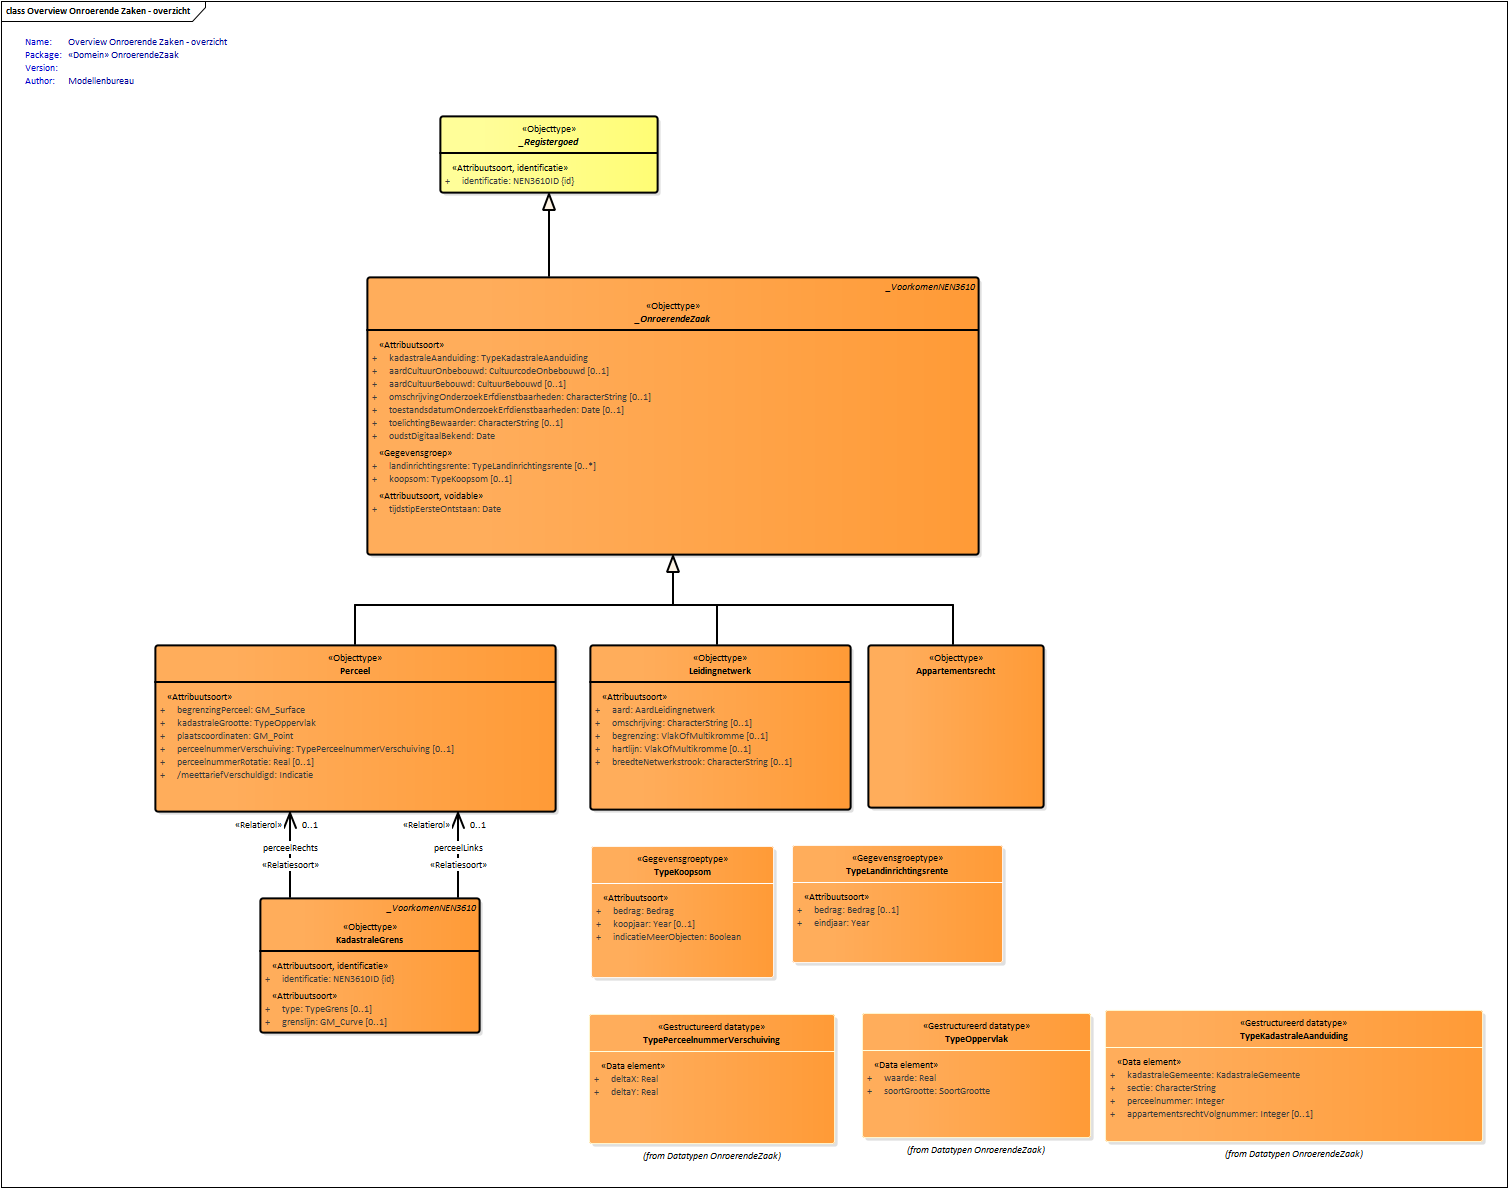 class Overview Onroerende Zaken - overzicht
Name: Overview Onroerende Zaken - overzicht
Package: «Domein» OnroerendeZaak
Version:
Author: Modellenbureau
«Objecttype»
_Registergoed
«Attribuutsoort, identificatie»
+ identificatie: NEN3610ID {id}
_VoorkomenNEN3610
«Objecttype»
_OnroerendeZaak
«Attribuutsoort»
+ kadastraleAanduiding: TypeKadastraleAanduiding
+ aardCultuurOnbebouwd: CultuurcodeOnbebouwd [0..1]
+ aardCultuurBebouwd: CultuurBebouwd [0..1]
+ omschrijvingOnderzoekErfdienstbaarheden: CharacterString [0..1]
+ toestandsdatumOnderzoekErfdienstbaarheden: Date [0..1]
+ toelichtingBewaarder: CharacterString [0..1]
+ oudstDigitaalBekend: Date
«Gegevensgroep»
+ landinrichtingsrente: TypeLandinrichtingsrente [0..*]
+ koopsom: TypeKoopsom [0..1]
«Attribuutsoort, voidable»
+ tijdstipEersteOntstaan: Date
«Objecttype»
Perceel
«Attribuutsoort»
+ begrenzingPerceel: GM_Surface
+ kadastraleGrootte: TypeOppervlak
+ plaatscoordinaten: GM_Point
+ perceelnummerVerschuiving: TypePerceelnummerVerschuiving [0..1]
+ perceelnummerRotatie: Real [0..1]
+ /meettariefVerschuldigd: Indicatie
«Objecttype»
Leidingnetwerk
«Attribuutsoort»
+ aard: AardLeidingnetwerk
+ omschrijving: CharacterString [0..1]
+ begrenzing: VlakOfMultikromme [0..1]
+ hartlijn: VlakOfMultikromme [0..1]
+ breedteNetwerkstrook: CharacterString [0..1]
«Objecttype»
Appartementsrecht
«Relatierol» 0..1
perceelRechts
«Relatiesoort»
«Relatierol» 0..1
perceelLinks
«Relatiesoort»
_VoorkomenNEN3610
«Objecttype»
KadastraleGrens
«Attribuutsoort, identificatie»
+ identificatie: NEN3610ID {id}
«Attribuutsoort»
+ type: TypeGrens [0..1]
+ grenslijn: GM_Curve [0..1]
«Gegevensgroeptype»
TypeKoopsom
«Attribuutsoort»
+ bedrag: Bedrag
+ koopjaar: Year [0..1]
+ indicatieMeerObjecten: Boolean
«Gegevensgroeptype»
TypeLandinrichtingsrente
«Attribuutsoort»
+ bedrag: Bedrag [0..1]
+ eindjaar: Year
«Gestructureerd datatype»
TypePerceelnummerVerschuiving
«Data element»
+ deltaX: Real
+ deltaY: Real
(from Datatypen OnroerendeZaak)
«Gestructureerd datatype»
TypeOppervlak
«Data element»
+ waarde: Real
+ soortGrootte: SoortGrootte
(from Datatypen OnroerendeZaak)
«Gestructureerd datatype»
TypeKadastraleAanduiding
«Data element»
+ kadastraleGemeente: KadastraleGemeente
+ sectie: CharacterString
+ perceelnummer: Integer
+ appartementsrechtVolgnummer: Integer [0..1]
(from Datatypen OnroerendeZaak)